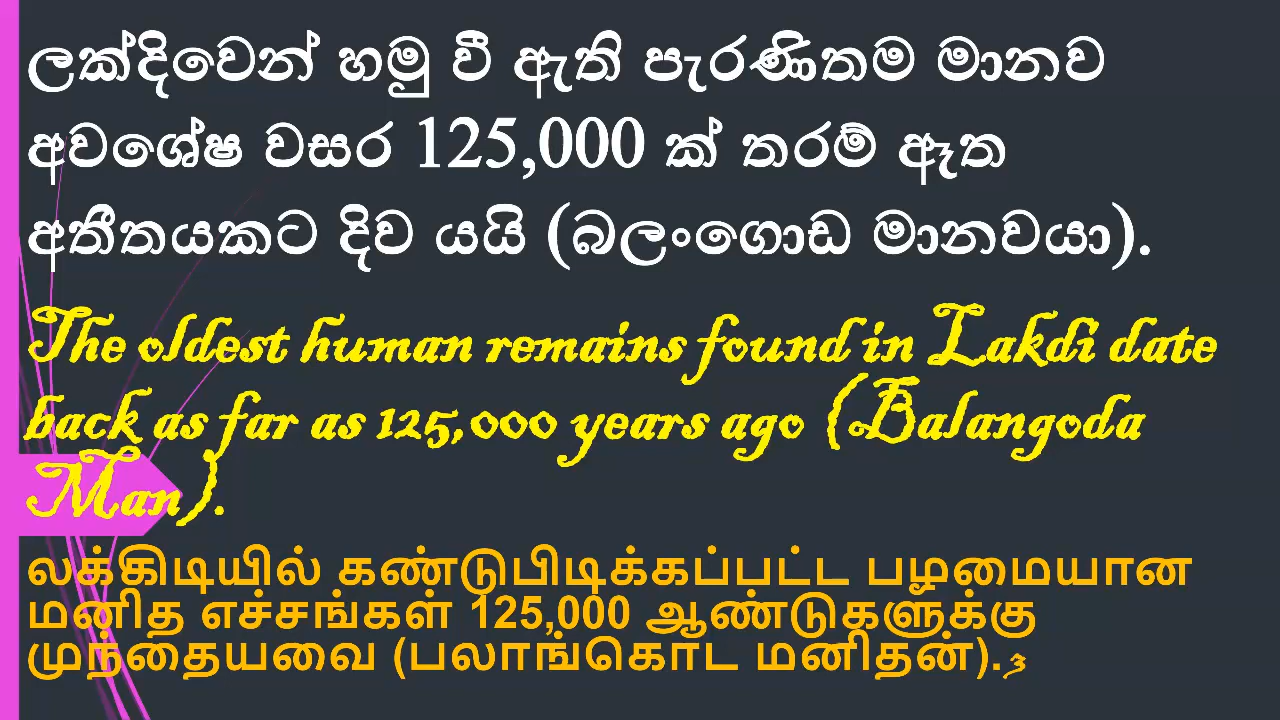 ලක්දිවෙන් හමු වී ඇති පැරණිතම මානව
අවශේෂ වසර 125,000 ක් තරම් ඈත
අතීතයකට දිව යයි (බලංගොඩ මානවයා).
The oldest human remains found in Lakdi date
back as far as 125,000 years ago (Balangoda
Man).
லக்கிடியில் கண்டுபிடிக்கப்பட்ட பழமையான
மனித எச்சங்கள் 125,000 ஆண்டுகளுக்கு
முந்தையவை (பலாங்கொட மனிதன்).